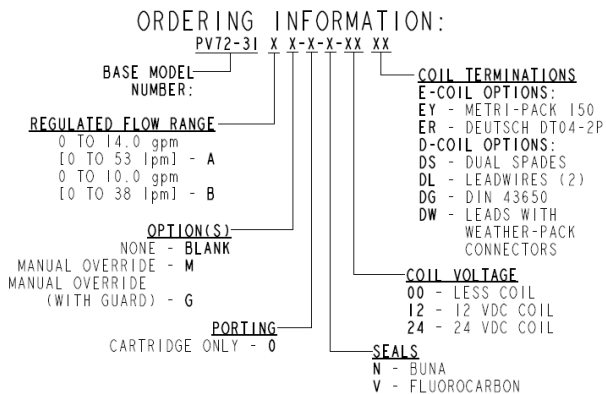 ORDERING INFORMATION:
PV72-31 X X-X-X-XX XX
BASE MODEL
NUMBER:
REGULATED FLOW RANGE
0 TO 14.0 gpm
[0 TO 53 lpm] - A
0 TO 10.0 gpm
[0 TO 38 lpm] - B
OPTION(S)
NONE - BLANK
MANUAL OVERRIDE - M
MANUAL OVERRIDE
(WITH GUARD) - G
PORTING
CARTRIDGE ONLY - 0
COIL TERMINATIONS
E-COIL OPTIONS:
EY - METRI-PACK 150
ER - DEUTSCH DT04-2P
D-COIL OPTIONS:
DS - DUAL SPADES
DL - LEADWIRES (2)
DG - DIN 43650
DW - LEADS WITH
WEATHER-PACK
CONNECTORS
COIL VOLTAGE
00 - LESS COIL
12 - 12 VDC COIL
24 - 24 VDC COIL
SEALS
N - BUNA
V - FLUOROCARBON